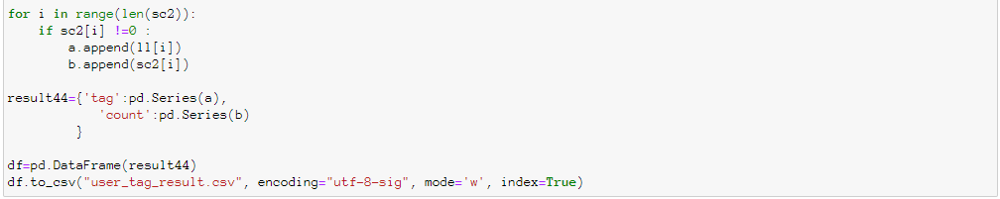 for i in range(len(sc2)):
    if sc2[i] !=0 :
        a.append(ll[i])
        b.append(sc2[i])
result44={'tag':pd.Series(a),
            'count':pd.Series(b)
         }
df=pd.DataFrame(result44)
df.to_csv("user_tag_result.csv", encoding="utf-8-sig", mode='w', index=True)